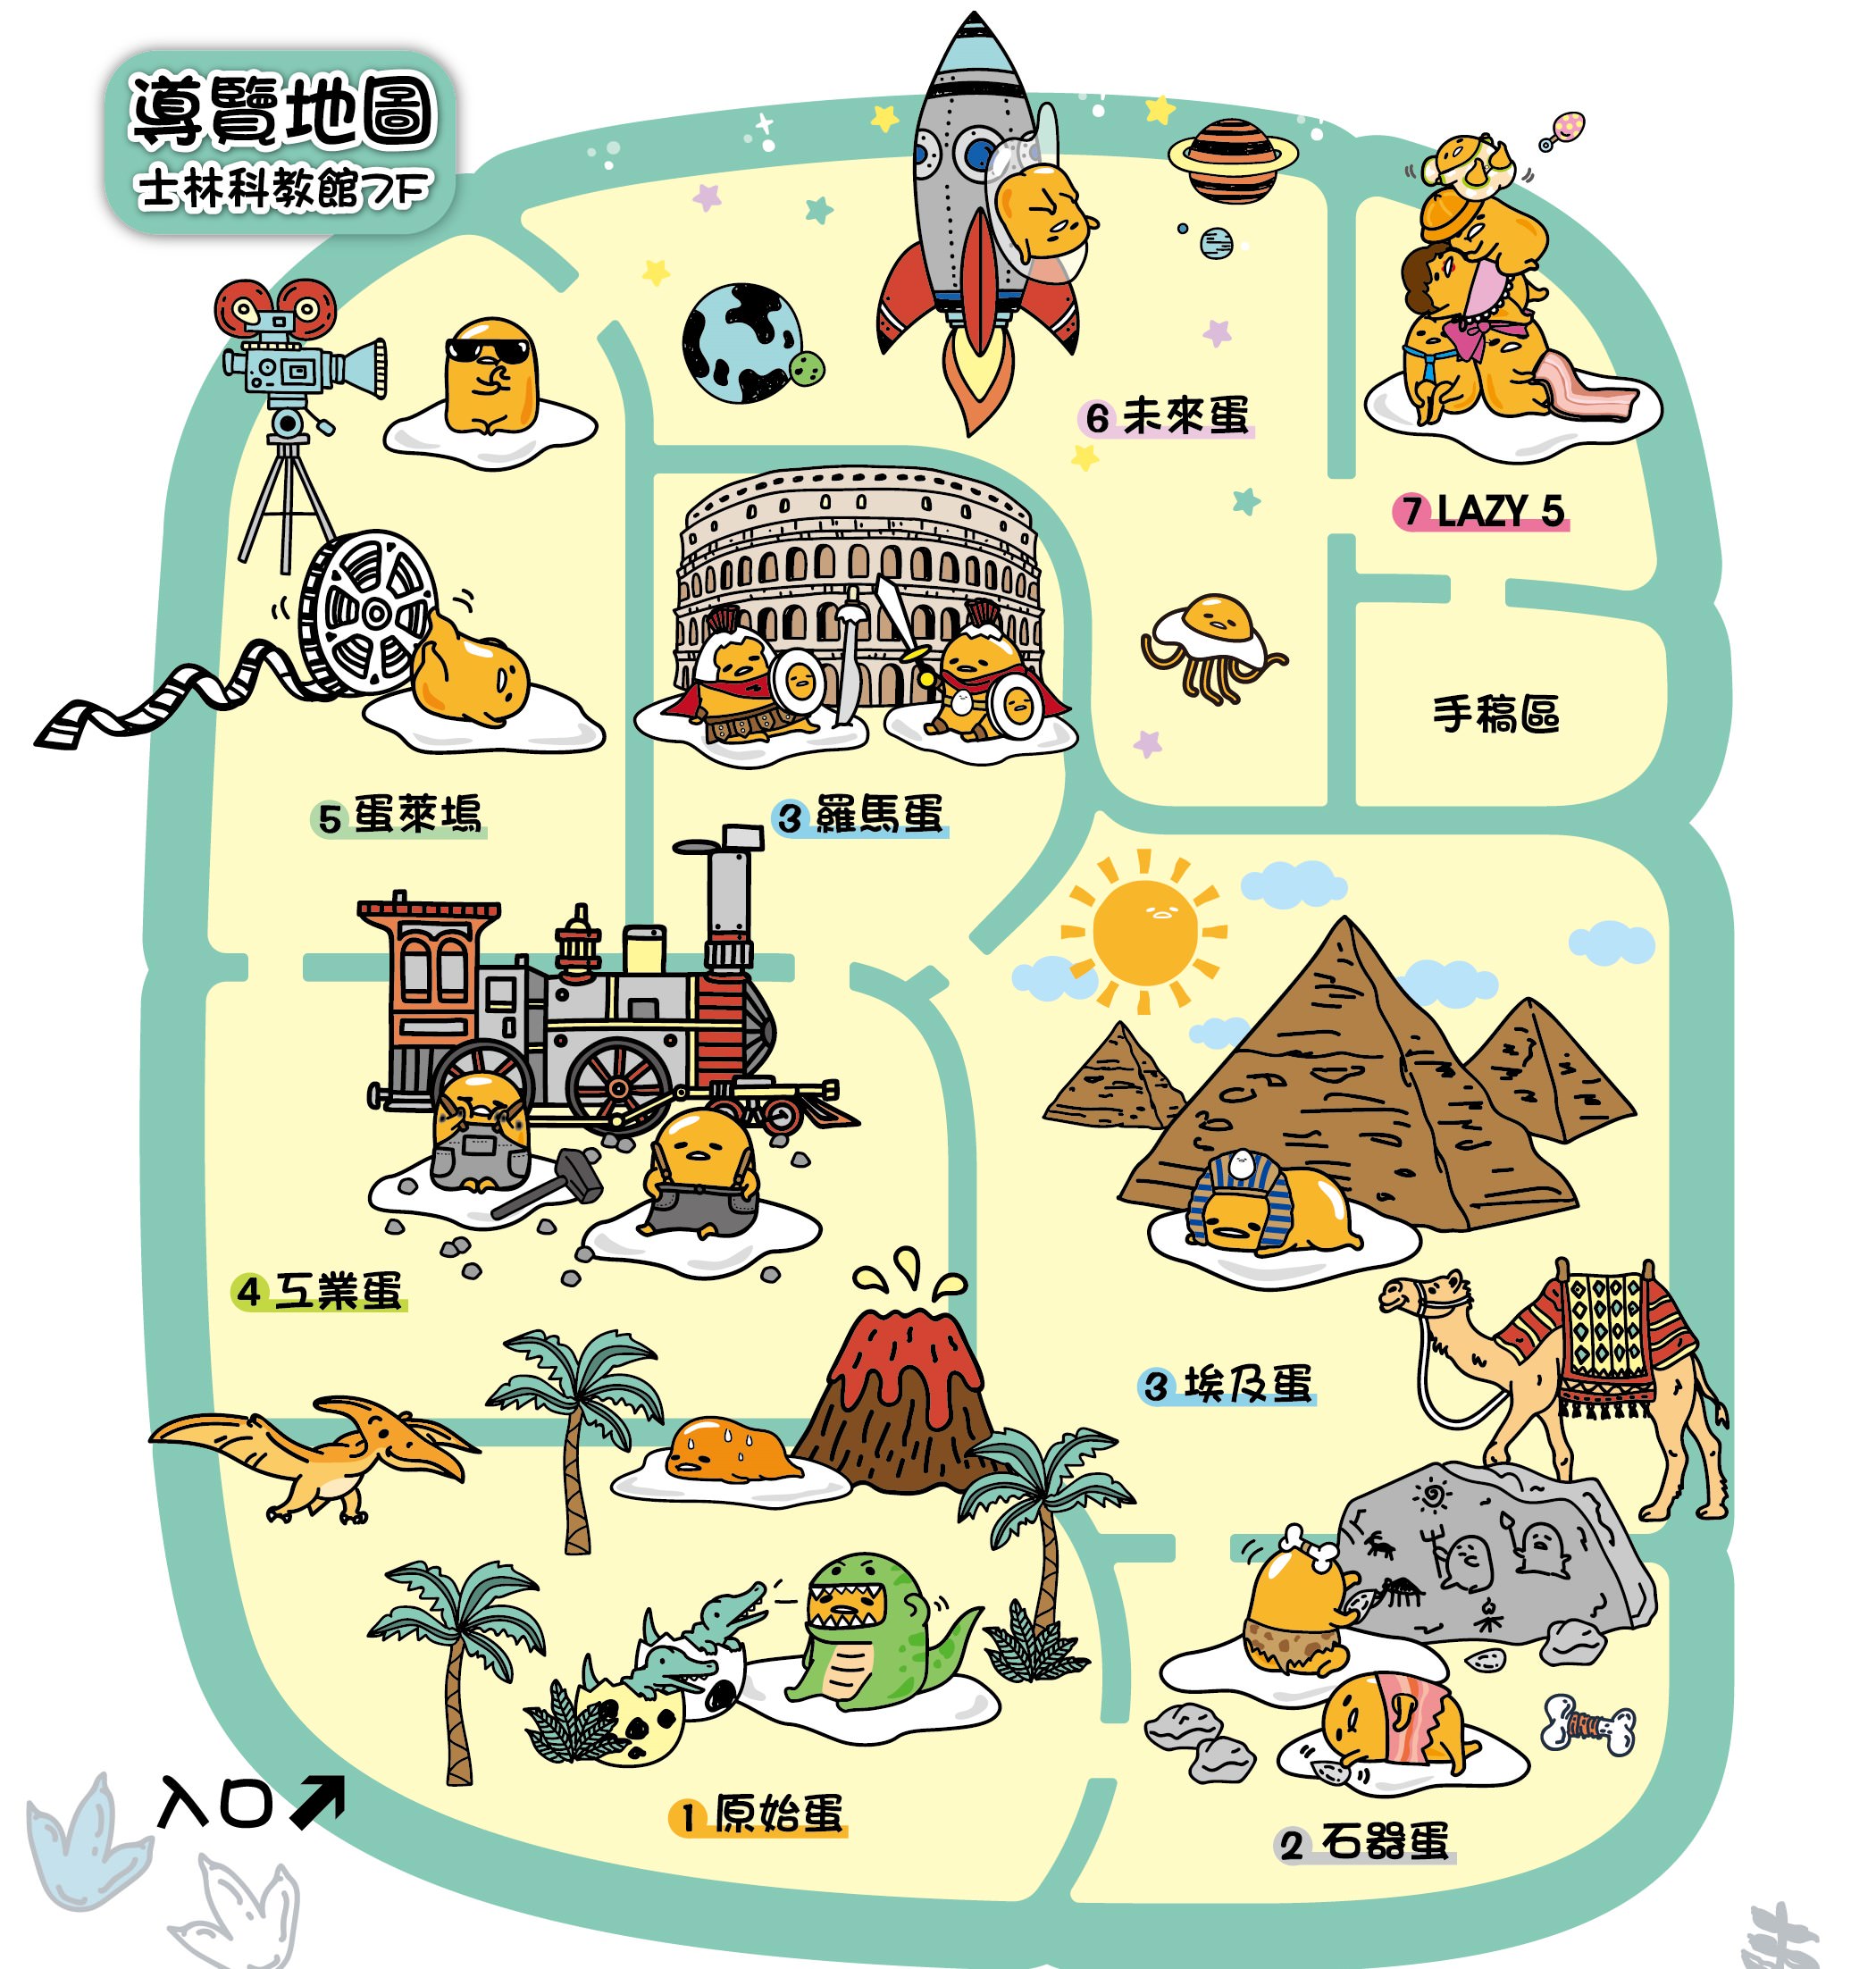 導覽地圖
士林科教館7F
6 未來蛋
7 LAZY 5
手稿區
5 蛋萊塢
3 羅馬蛋
4 工業蛋
3 埃及蛋
入口
1 原始蛋
2 石器蛋